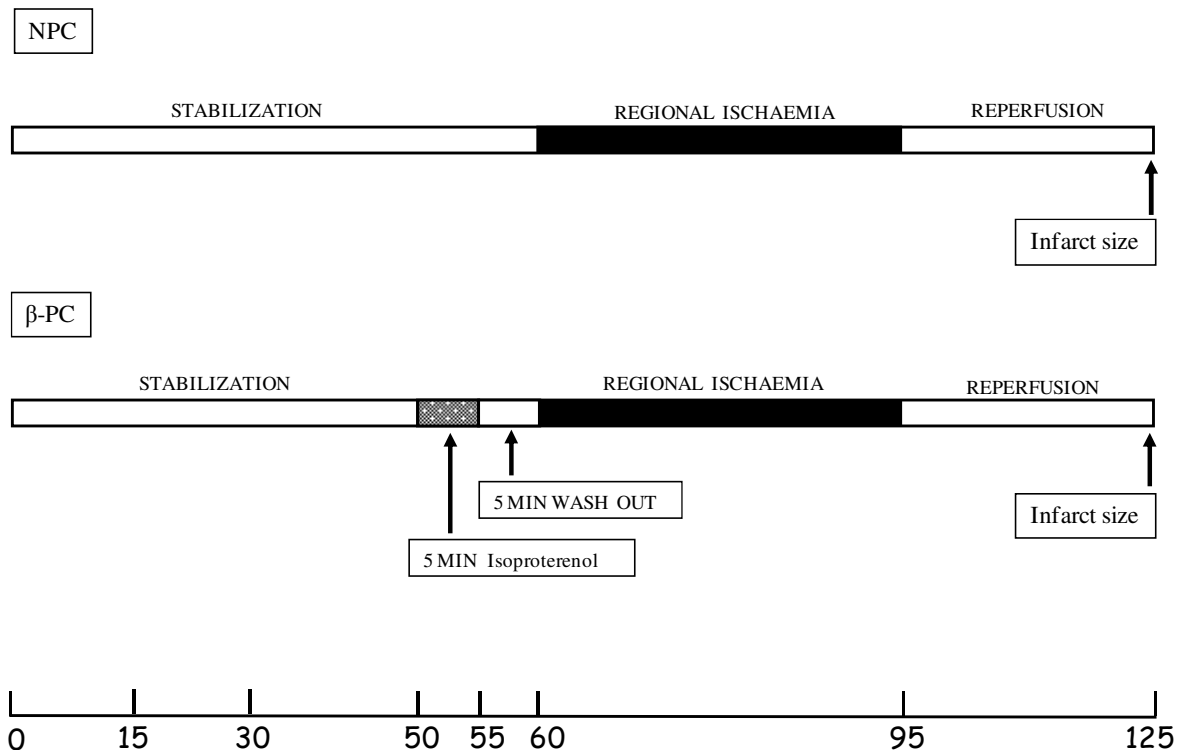 NPC
STABILIZATION REGIONAL ISCHAEMIA REPERFUSION
Infarct size
β-PC
STABILIZATION REGIONAL ISCHAEMIA REPERFUSION
5 MIN WASH OUT
Infarct size
5 MIN Isoproterenol
0 15 30 50 55 60 95 125